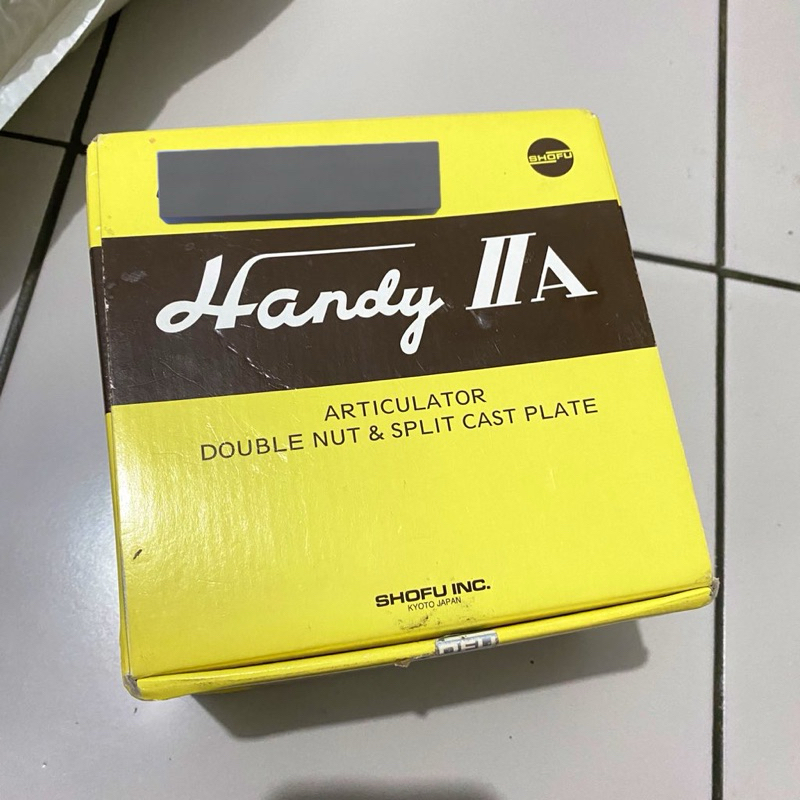 SHOFU
Handy IIA
ARTICULATOR
DOUBLE NUT & SPLIT CAST PLATE
SHOFU INC.
KYOTO JAPAN